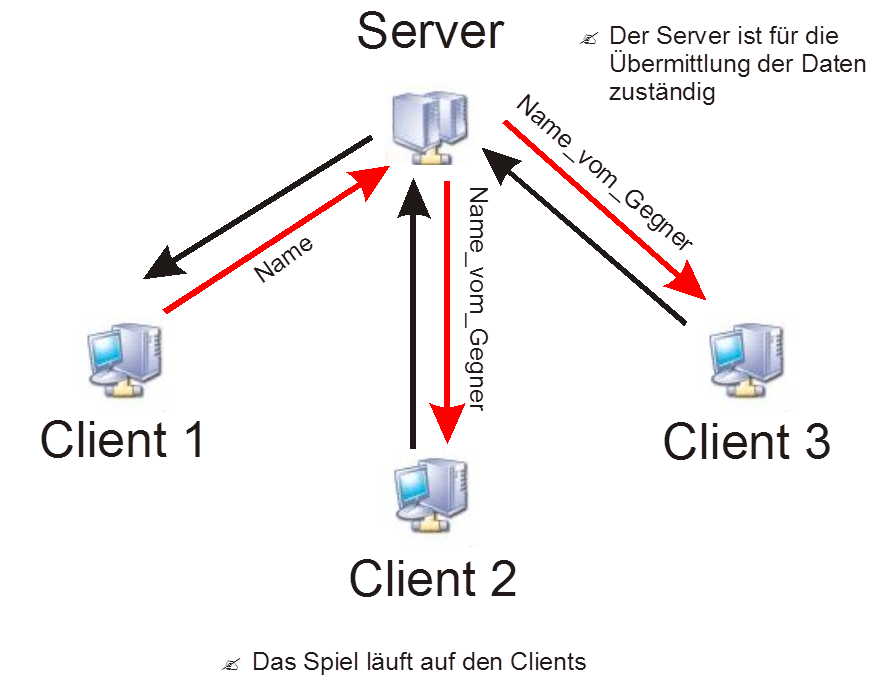 Server
Der Server ist für die
Übermittlung der Daten
zuständig
Name_vom_Gegner
Name
Name_vom_Gegner
Client 1
Client 3
Client 2
Das Spiel läuft auf den Clients